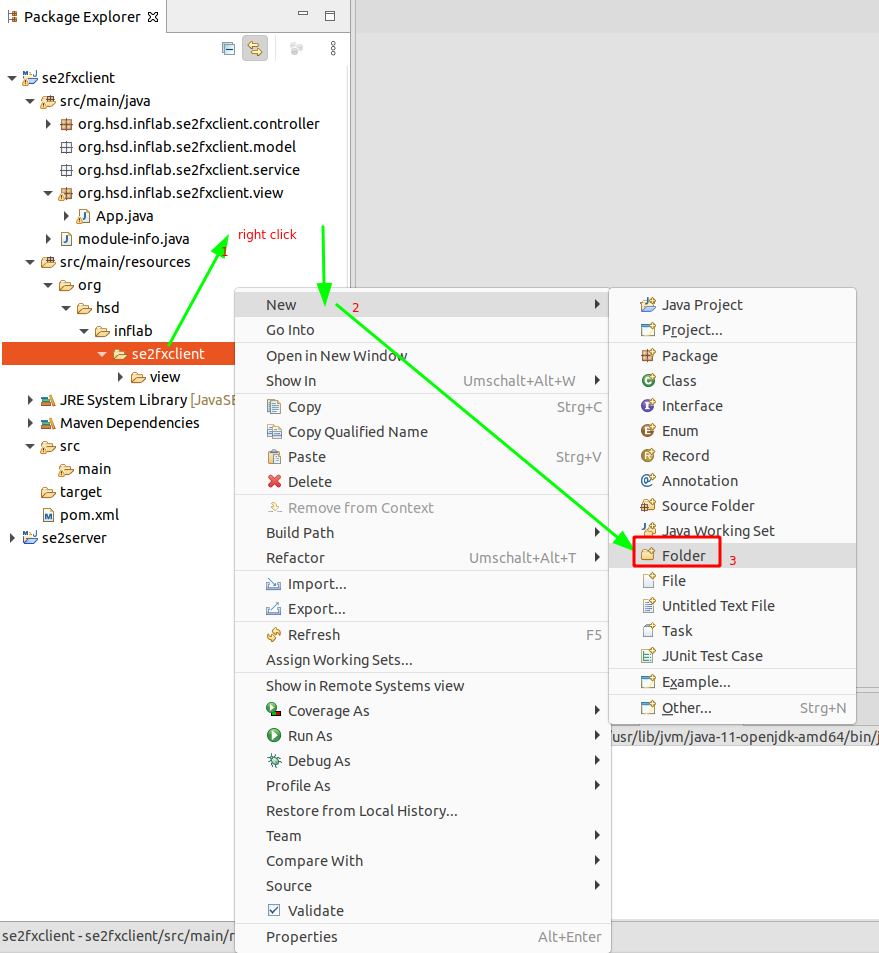 Package Explorer
se2fxclient
src/main/java
org.hsd.inflab.se2fxclient.controller
org.hsd.inflab.se2fxclient.model
org.hsd.inflab.se2fxclient.service
org.hsd.inflab.se2fxclient.view
App.java
module-info.java
src/main/resources
org
hsd
inflab
se2fxclient
view
JRE System Library [JavaSE
Maven Dependencies
src
main
target
pom.xml
se2server
right click
1
New
2
Go Into
Open in New Window
Show In Umschalt+Alt+W
Copy Strg+C
Copy Qualified Name
Paste Strg+V
Delete
Remove from Context
Build Path
Refactor Umschalt+Alt+T
Import...
Export...
Refresh F5
Assign Working Sets...
Show in Remote Systems view
Coverage As
Run As
Debug As
Profile As
Restore from Local History...
Team
Compare With
Source
Validate
Properties Alt+Enter
Java Project
Project...
Package
Class
Interface
Enum
Record
Annotation
Source Folder
Java Working Set
Folder
3
File
Untitled Text File
Task
JUnit Test Case
Example...
Other... Strg+N
/usr/lib/jvm/java-11-openjdk-amd64/bin/j
se2fxclient - se2fxclient/src/main/r